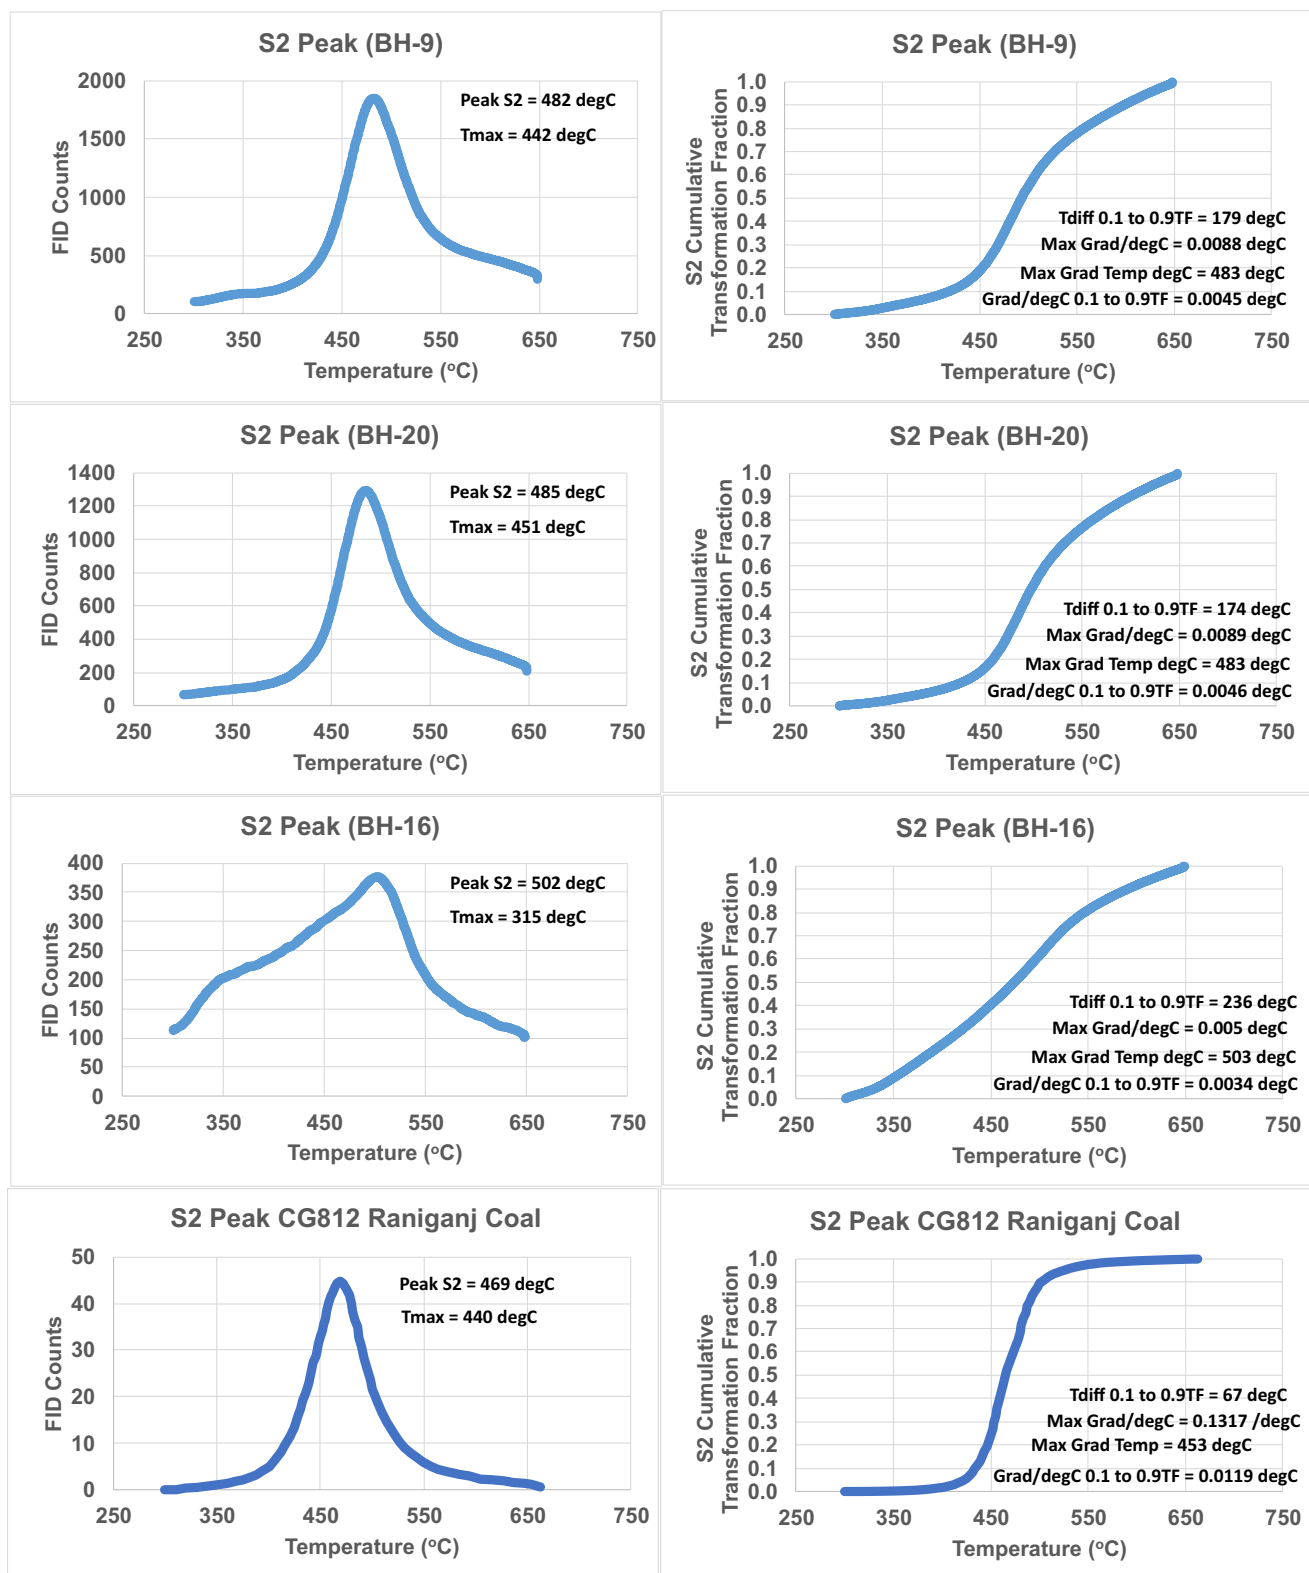 S2 Peak (BH-9)
2000
1500
1000
500
0
FID Counts
Peak S2 = 482 degC
Tmax = 442 degC
250 350 450 550 650 750
Temperature (°C)
S2 Peak (BH-9)
1.0
0.9
0.8
0.7
0.6
0.5
0.4
0.3
0.2
0.1
0.0
S2 Cumulative
Transformation Fraction
Tdiff 0.1 to 0.9TF = 179 degC
Max Grad/degC = 0.0088 degC
Max Grad Temp degC = 483 degC
Grad/degC 0.1 to 0.9TF = 0.0045 degC
250 350 450 550 650 750
Temperature (°C)
S2 Peak (BH-20)
1400
1200
1000
800
600
400
200
0
FID Counts
Peak S2 = 485 degC
Tmax = 451 degC
250 350 450 550 650 750
Temperature (°C)
S2 Peak (BH-20)
1.0
0.9
0.8
0.7
0.6
0.5
0.4
0.3
0.2
0.1
0.0
S2 Cumulative
Transformation Fraction
Tdiff 0.1 to 0.9TF = 174 degC
Max Grad/degC = 0.0089 degC
Max Grad Temp degC = 483 degC
Grad/degC 0.1 to 0.9TF = 0.0046 degC
250 350 450 550 650 750
Temperature (°C)
S2 Peak (BH-16)
400
350
300
250
200
150
100
50
0
FID Counts
Peak S2 = 502 degC
Tmax = 315 degC
250 350 450 550 650 750
Temperature (°C)
S2 Peak (BH-16)
1.0
0.9
0.8
0.7
0.6
0.5
0.4
0.3
0.2
0.1
0.0
S2 Cumulative
Transformation Fraction
Tdiff 0.1 to 0.9TF = 236 degC
Max Grad/degC = 0.005 degC
Max Grad Temp degC = 503 degC
Grad/degC 0.1 to 0.9TF = 0.0034 degC
250 350 450 550 650 750
Temperature (°C)
S2 Peak CG812 Raniganj Coal
50
40
30
20
10
0
FID Counts
Peak S2 = 469 degC
Tmax = 440 degC
250 350 450 550 650 750
Temperature (°C)
S2 Peak CG812 Raniganj Coal
1.0
0.9
0.8
0.7
0.6
0.5
0.4
0.3
0.2
0.1
0.0
S2 Cumulative
Transformation Fraction
Tdiff 0.1 to 0.9TF = 67 degC
Max Grad/degC = 0.1317 /degC
Max Grad Temp = 453 degC
Grad/degC 0.1 to 0.9TF = 0.0119 degC
250 350 450 550 650 750
Temperature (°C)